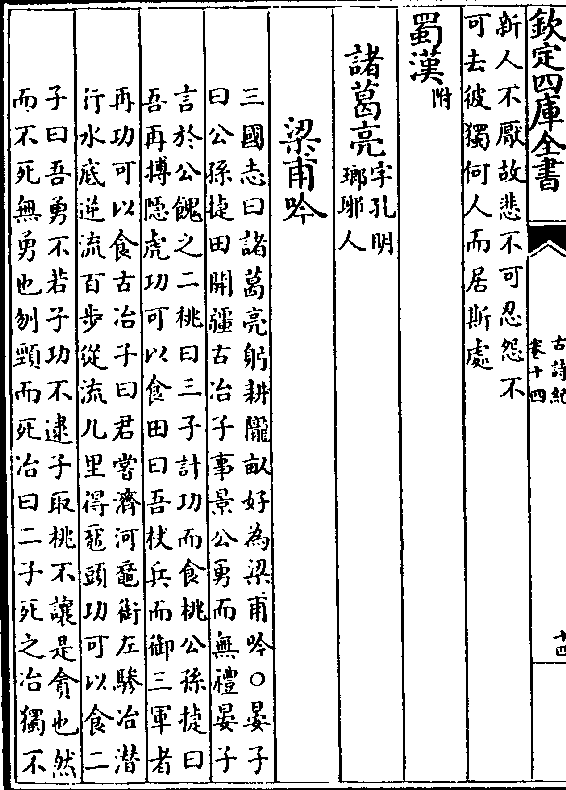 欽定四庫全書
古詩紀
卷十四
十四
新人不厭故悲不可忍怨不
可去彼獨何人而居斯處
蜀漢附
諸葛亮字孔明
瑯琊人
梁甫吟
三國志曰諸葛亮躬耕隴畝好為梁甫吟○晏子
曰公孫捷田開疆古冶子事景公勇而無禮晏子
言於公餽之二桃曰三子計功而食桃公孫捷曰
吾再搏隱虎功可以食田曰吾杖兵而御三軍者
再功可以食古冶子曰君嘗濟河黿銜左驂冶潜
行水底逆流百步從流九里得黿頭功可以食二
子曰吾勇不若子功不逮子取桃不讓是貪也然
而不死無勇也刎頸而死冶曰二子死之冶獨不